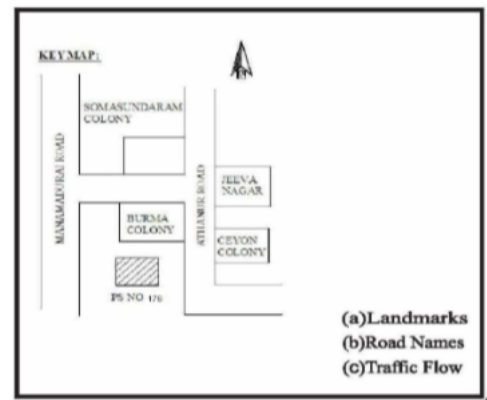 KEY MAP:
SOMASUNDARAM
COLONY
MANAMADURAI ROAD
ATHANUR ROAD
JEEVA
NAGAR
BURMA
COLONY
CEYON
COLONY
PS NO 176
(a)Landmarks
(b)Road Names
(c)Traffic Flow